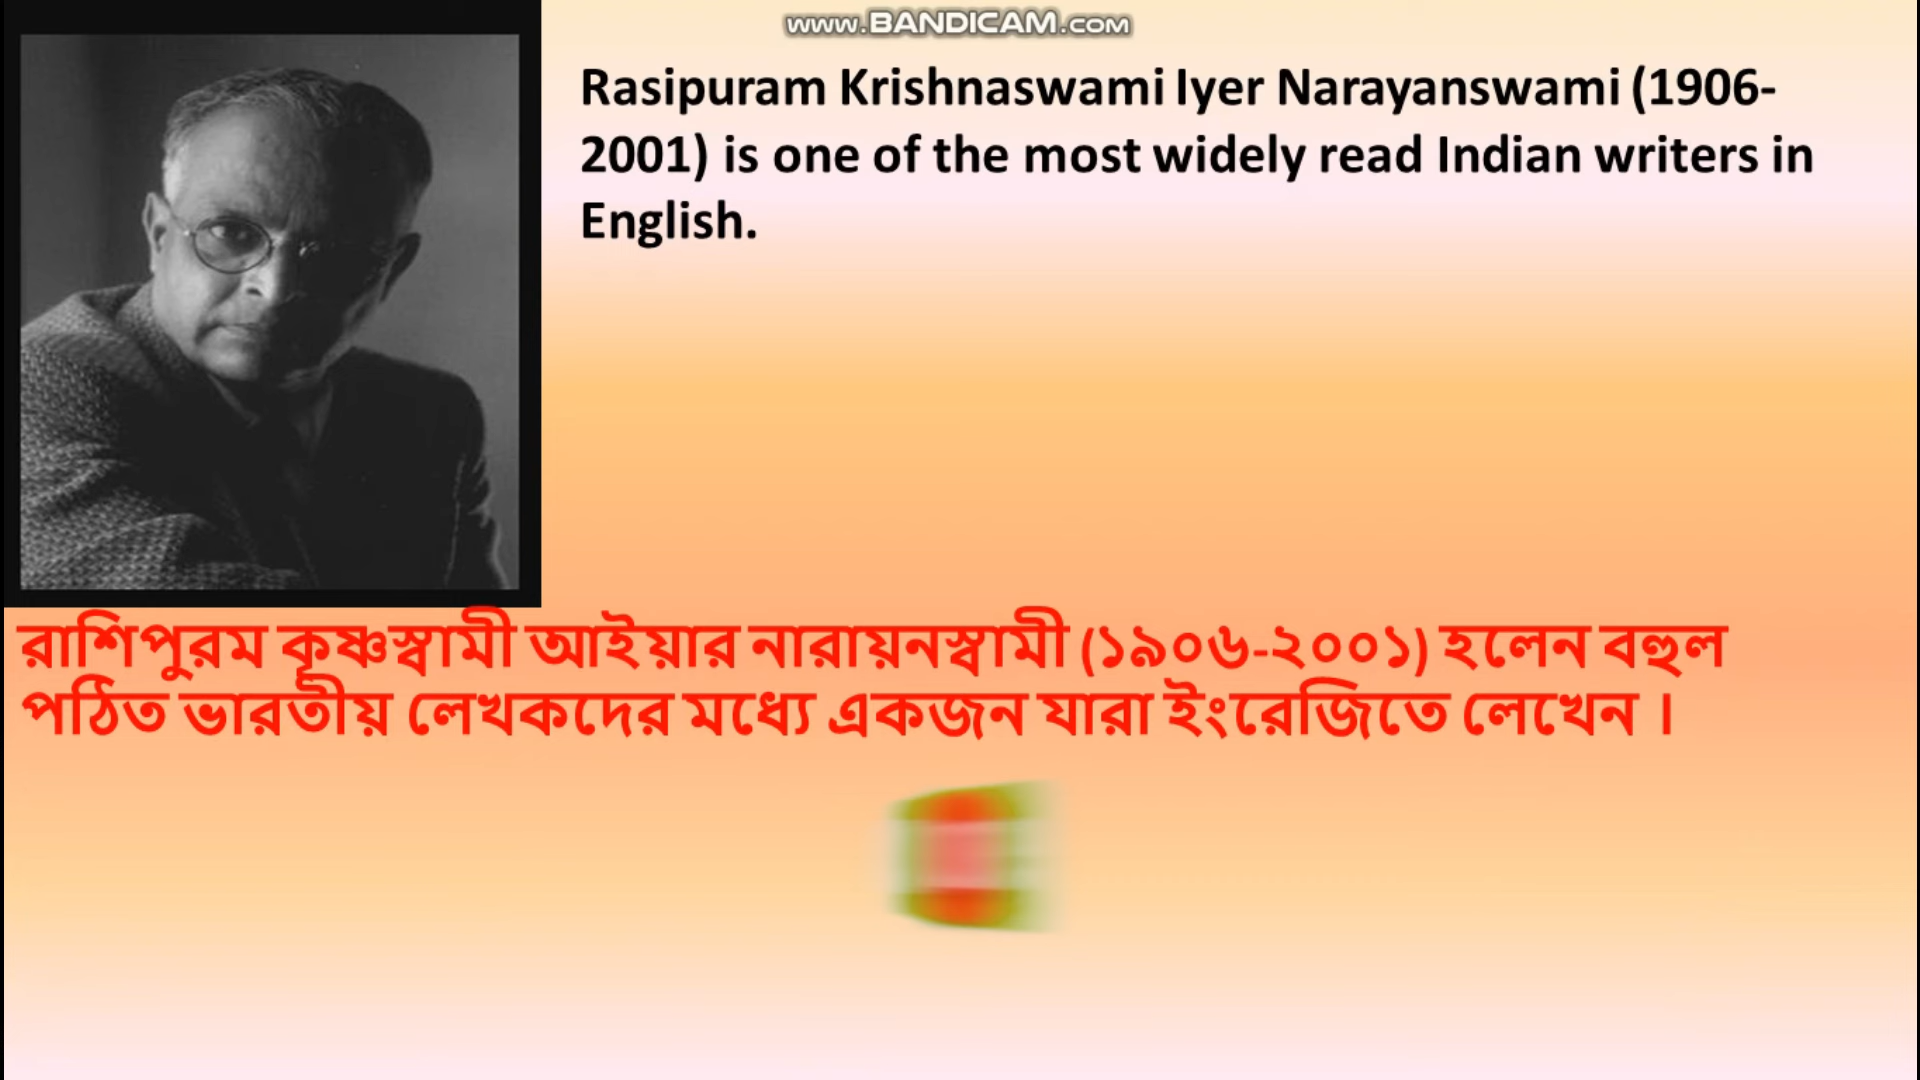 www.BANDICAM.com
Rasipuram Krishnaswami Iyer Narayanswami (1906-
2001) is one of the most widely read Indian writers in
English.
রাশিপুরম কৃষ্ণস্বামী আইয়ার নারায়নস্বামী (১৯০৬-২০০১) হলেন বহুল
পঠিত ভারতীয় লেখকদের মধ্যে একজন যারা ইংরেজিতে লেখেন ।